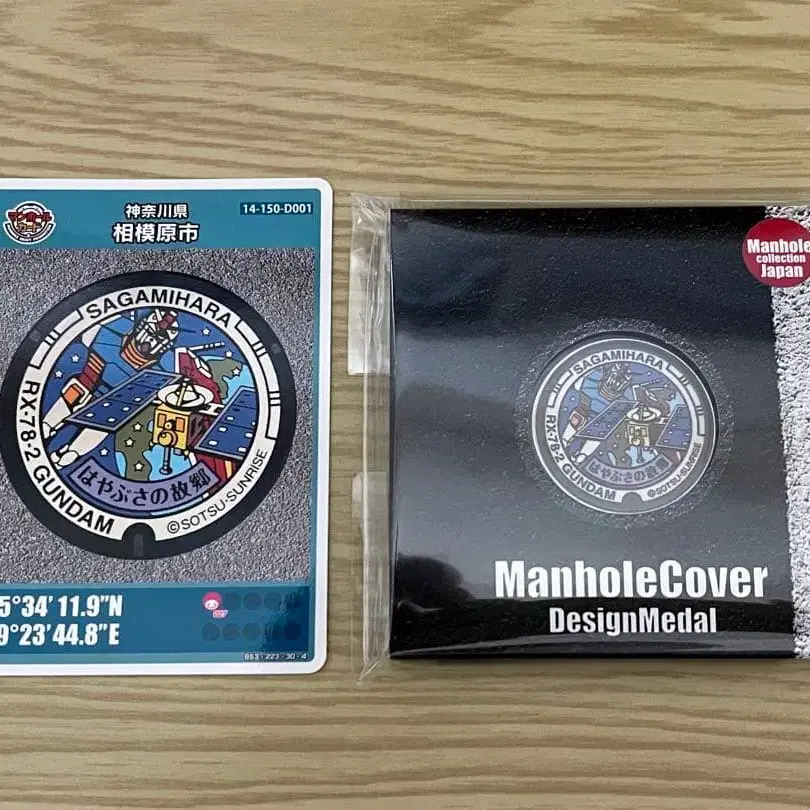 マンホール
カード
神奈川県
相模原市
14-150-D001
SAGAMIHARA
RX-78-2 GUNDAM
はやぶさの故郷
©SOTSU・SUNRISE
5°34'11.9"N
9°23'44.8"E
Manhole
collection
Japan
SAGAMIHARA
RX-78-2 GUNDAM
はやぶさの故郷
©SOTSU・SUNRISE
ManholeCover
DesignMedal